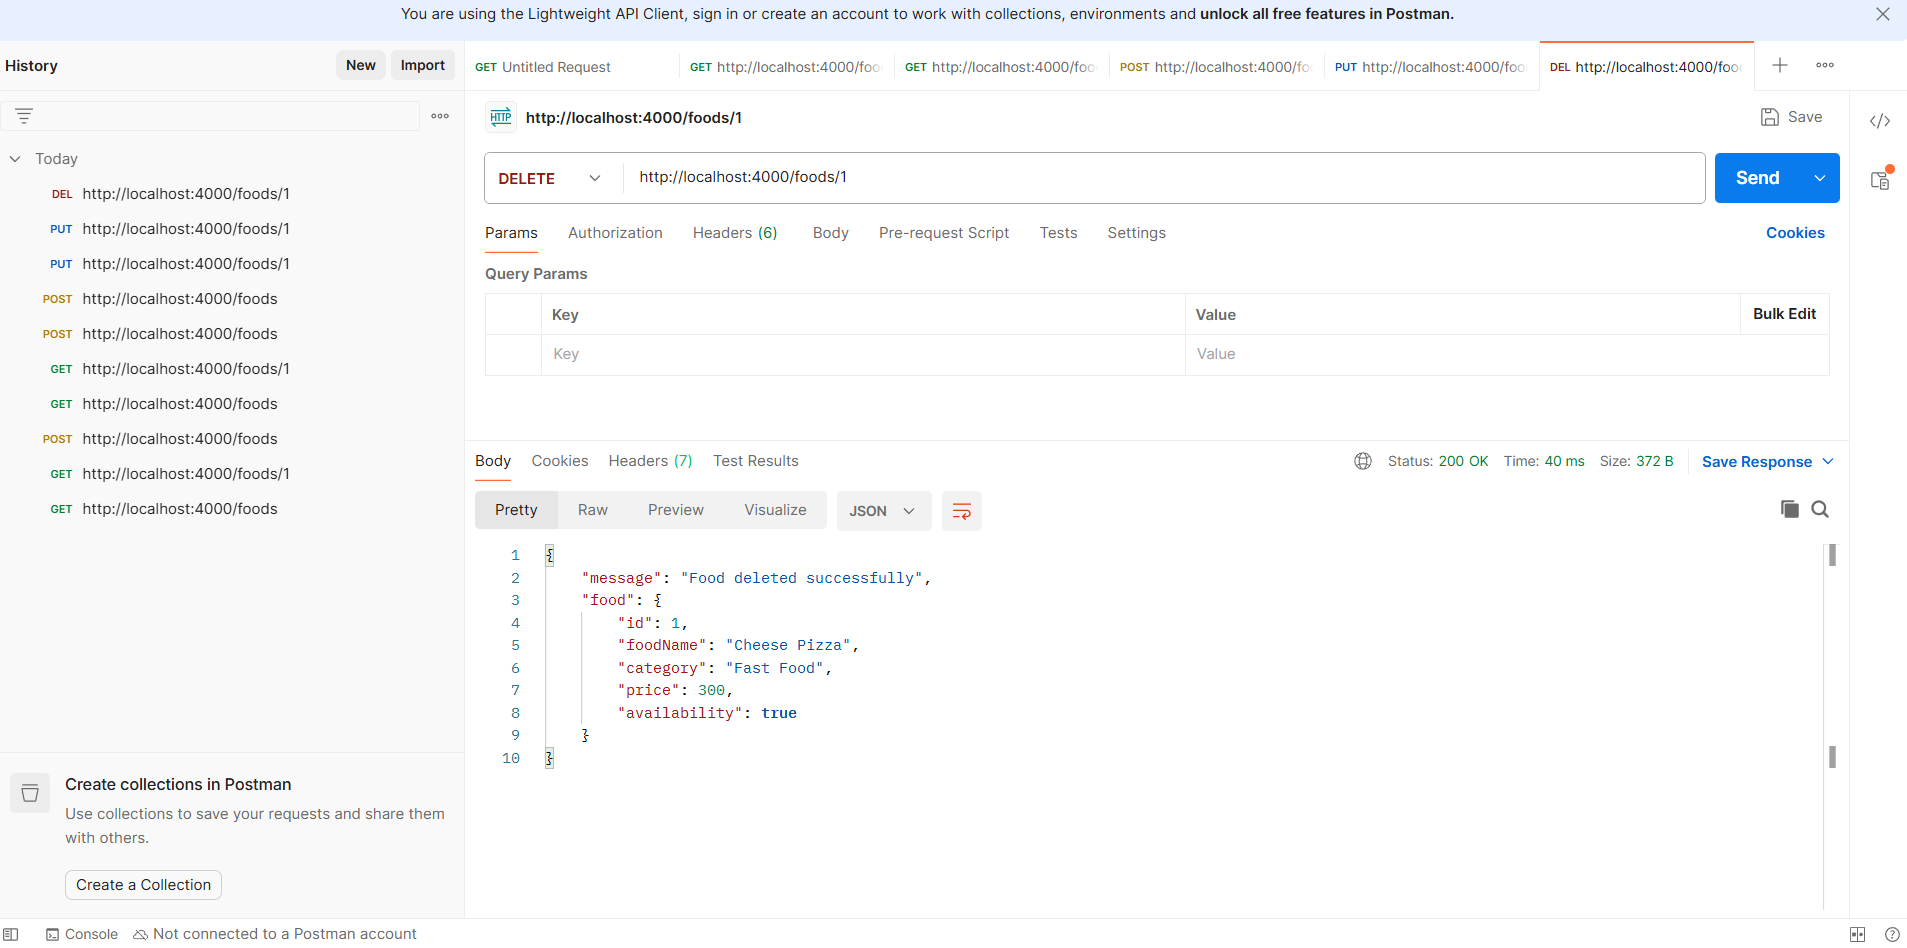 You are using the Lightweight API Client, sign in or create an account to work with collections, environments and unlock all free features in Postman.
History
New
Import
GET Untitled Request
GET http://localhost:4000/foo
GET http://localhost:4000/foo
POST http://localhost:4000/fo
PUT http://localhost:4000/foo
DEL http://localhost:4000/foo
HTTP http://localhost:4000/foods/1
Save
Today
DEL http://localhost:4000/foods/1
PUT http://localhost:4000/foods/1
PUT http://localhost:4000/foods/1
POST http://localhost:4000/foods
POST http://localhost:4000/foods
GET http://localhost:4000/foods/1
GET http://localhost:4000/foods
POST http://localhost:4000/foods
GET http://localhost:4000/foods/1
GET http://localhost:4000/foods
DELETE http://localhost:4000/foods/1
Send
Params Authorization Headers (6) Body Pre-request Script Tests Settings
Cookies
Query Params
Key Value Bulk Edit
Key Value
Body Cookies Headers (7) Test Results
Status: 200 OK Time: 40 ms Size: 372 B Save Response
Pretty Raw Preview Visualize JSON
1 {
2 "message": "Food deleted successfully",
3 "food": {
4 "id": 1,
5 "foodName": "Cheese Pizza",
6 "category": "Fast Food",
7 "price": 300,
8 "availability": true
9 }
10 }
Create collections in Postman
Use collections to save your requests and share them
with others.
Create a Collection
Console Not connected to a Postman account